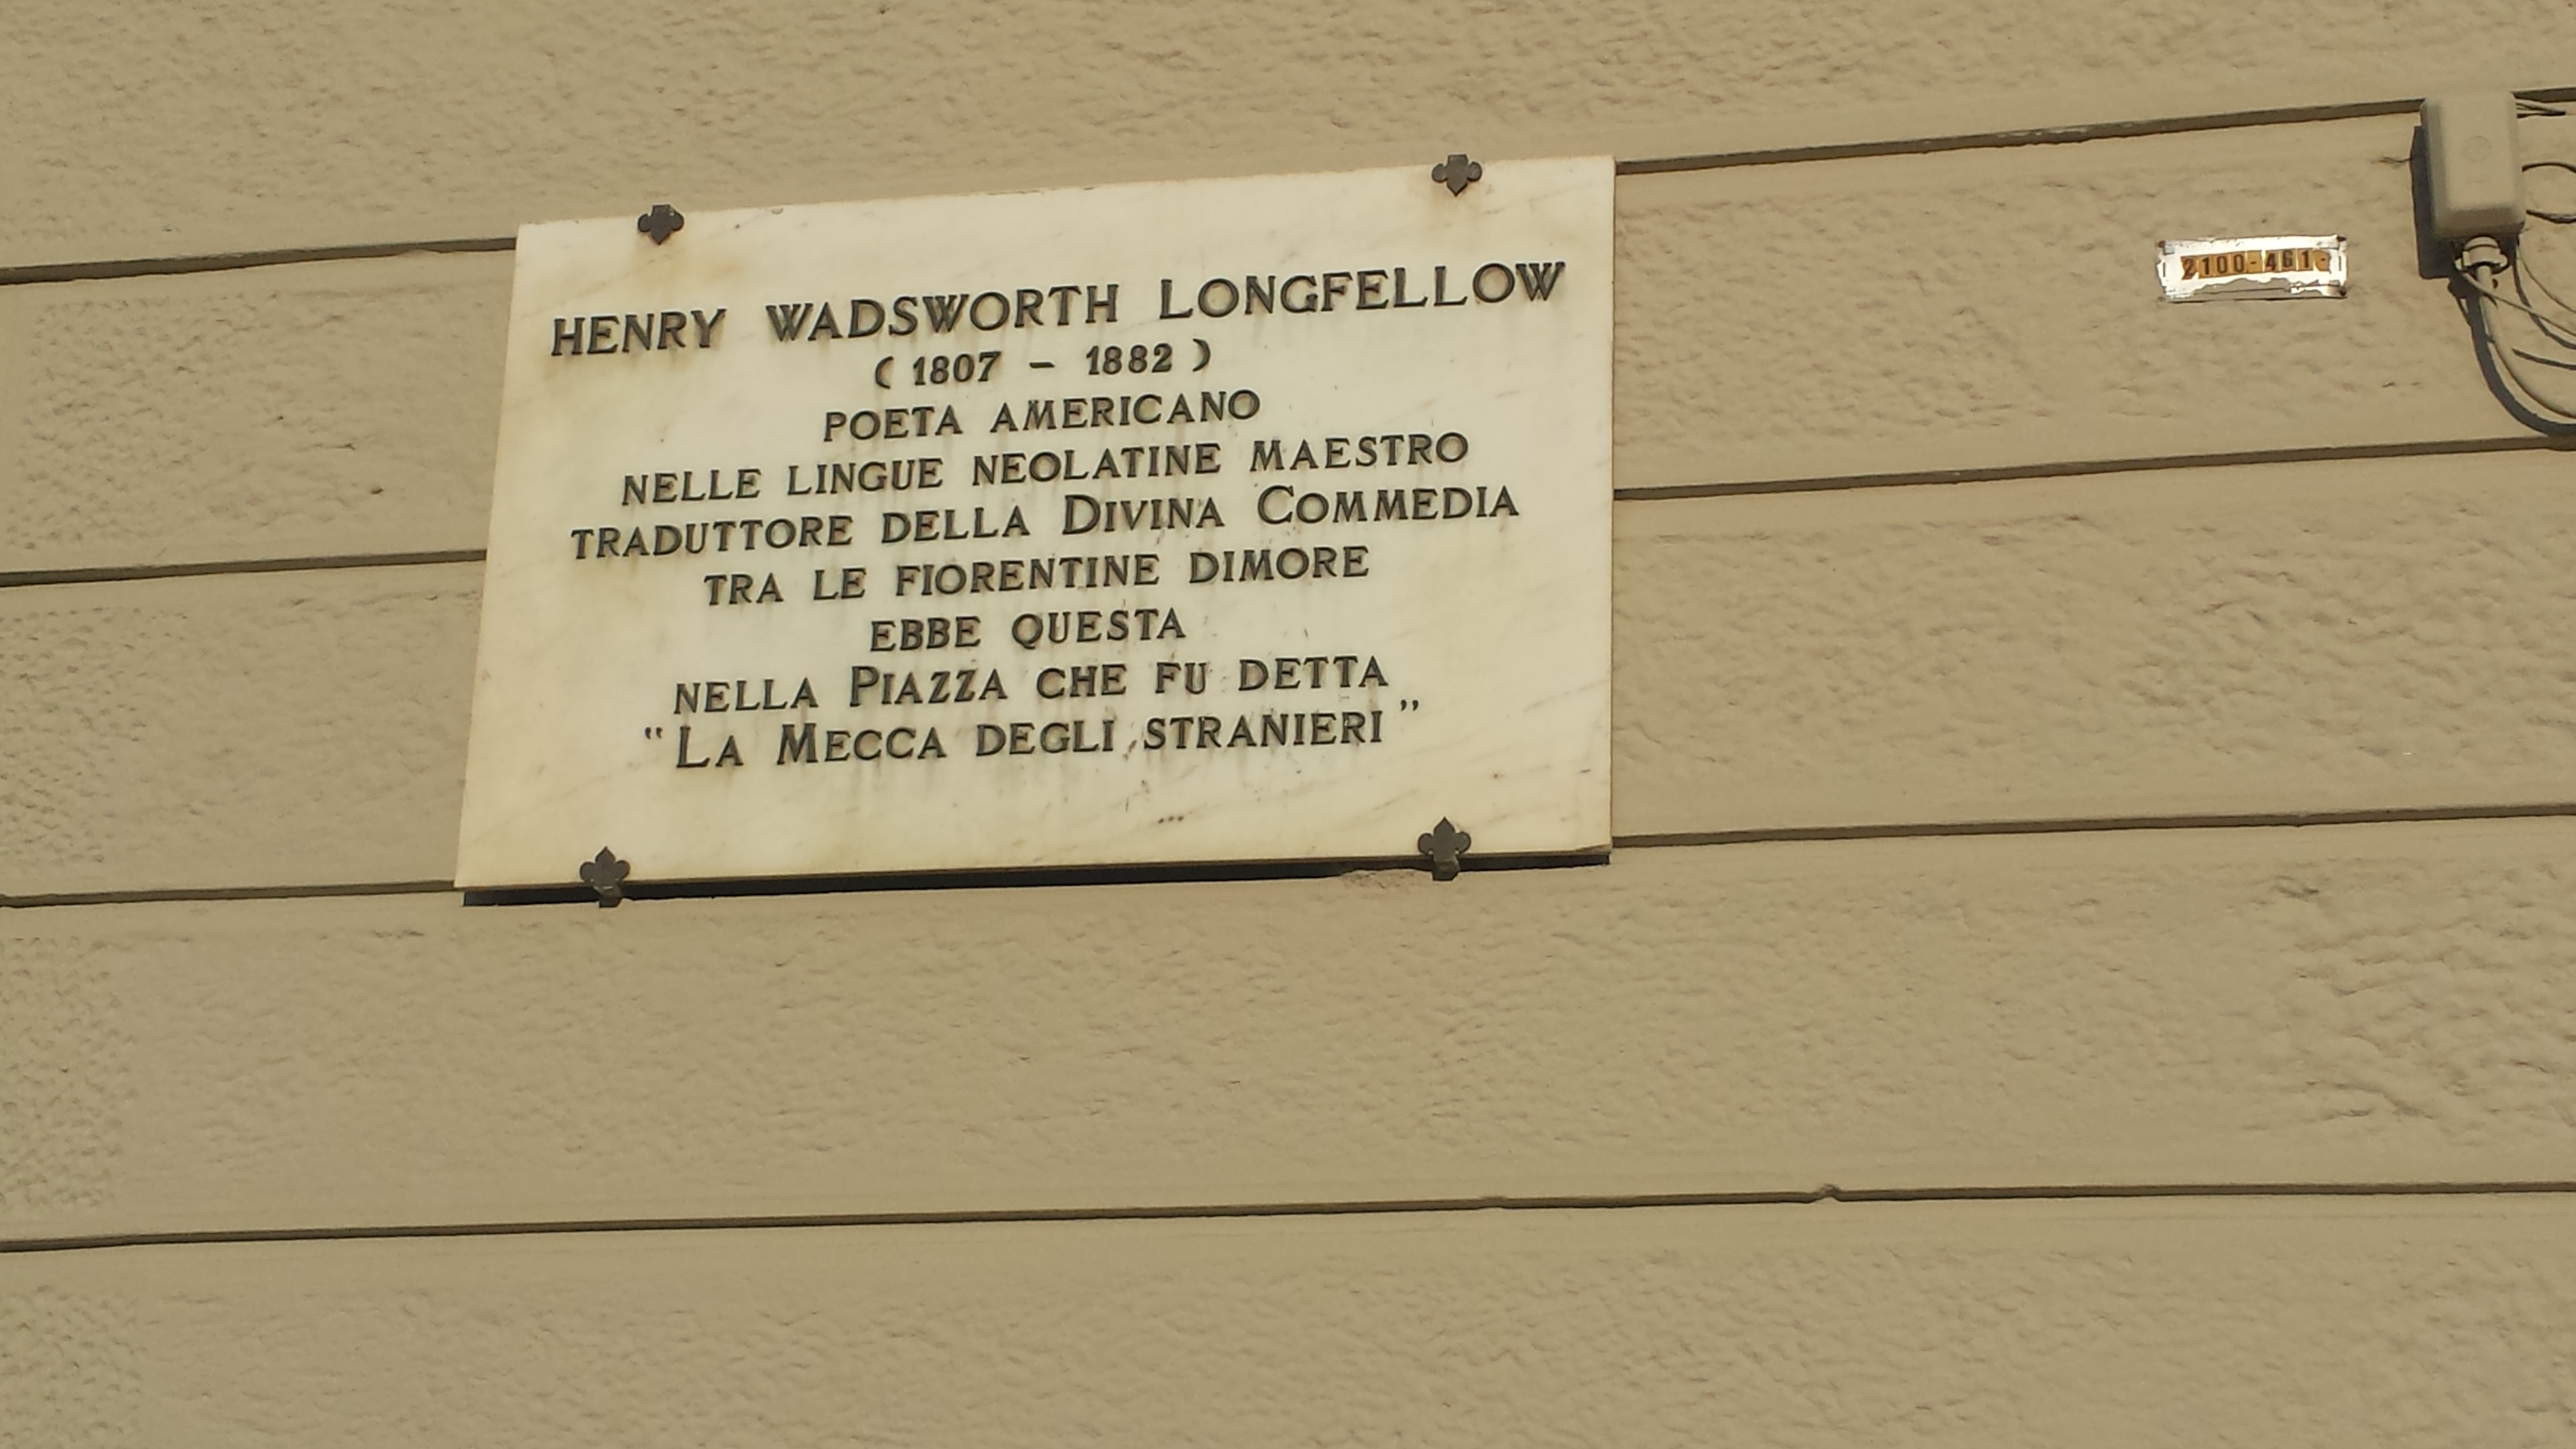 HENRY WADSWORTH LONGFELLOW
( 1807 - 1882 )
POETA AMERICANO
NELLE LINGUE NEOLATINE MAESTRO
TRADUTTORE DELLA DIVINA COMMEDIA
TRA LE FIORENTINE DIMORE
EBBE QUESTA
NELLA PIAZZA CHE FU DETTA
"LA MECCA DEGLI STRANIERI"
2100-461-